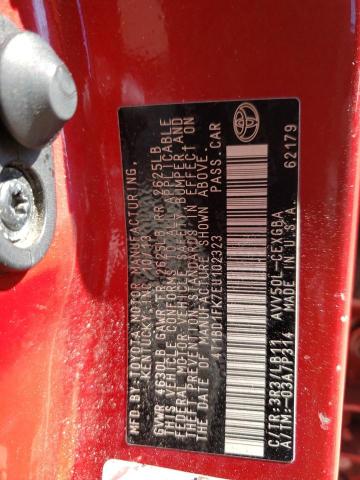 MFD.BY:TOYOTA MOTOR MANUFACTURING,
KENTUCKY, INC. 10/13
GVWR 4630LB GAWR FR 2625LB RR 2625LB
THIS VEHICLE CONFORMS TO ALL APPLICABLE
FEDERAL MOTOR VEHICLE SAFETY, BUMPER, AND
THEFT PREVENTION STANDARDS IN EFFECT ON
THE DATE OF MANUFACTURE SHOWN ABOVE.
4T1BD1FK7EU102323 PASS.CAR
C/TR:3R3/LB11 AVV50L-CEXGBA
A/TM:-03A/P314 MADE IN U.S.A.
62179